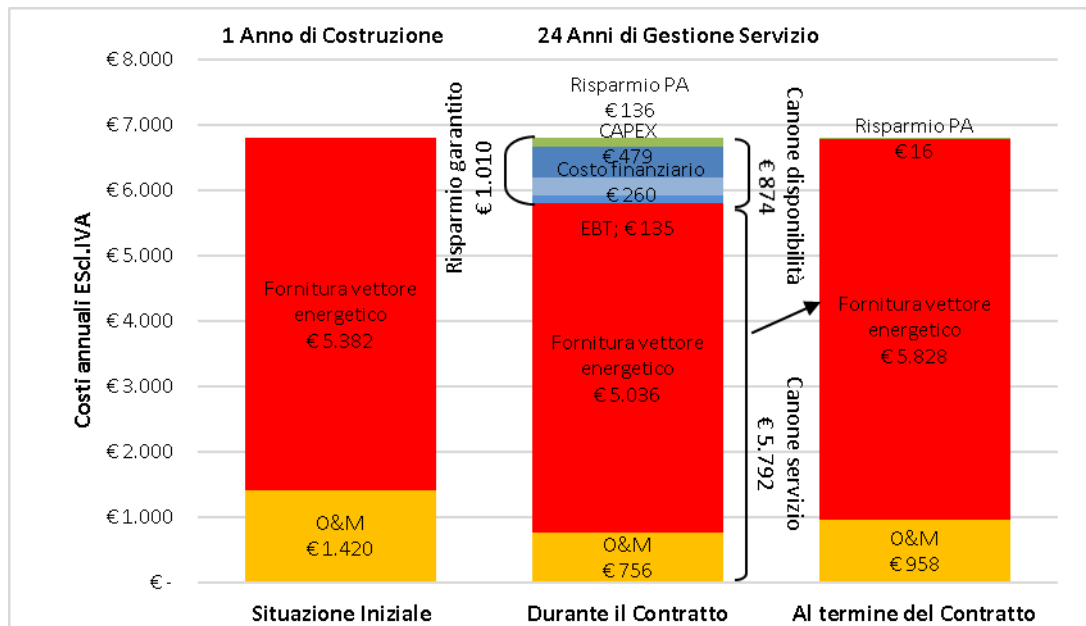 1 Anno di Costruzione
24 Anni di Gestione Servizio
Costi annuali EScl.IVA
€ 8.000
€ 7.000
€ 6.000
€ 5.000
€ 4.000
€ 3.000
€ 2.000
€ 1.000
€ -
Fornitura vettore
energetico
€ 5.382
O&M
€ 1.420
Risparmio garantito
€ 1.010
Risparmio PA
€ 136
CAPEX
€ 479
Costo finanziario
€ 260
EBT; € 135
Fornitura vettore
energetico
€ 5.036
O&M
€ 756
Canone disponibilità
€ 874
Canone servizio
€ 5.792
Risparmio PA
€ 16
Fornitura vettore
energetico
€ 5.828
O&M
€ 958
Situazione Iniziale
Durante il Contratto
Al termine del Contratto